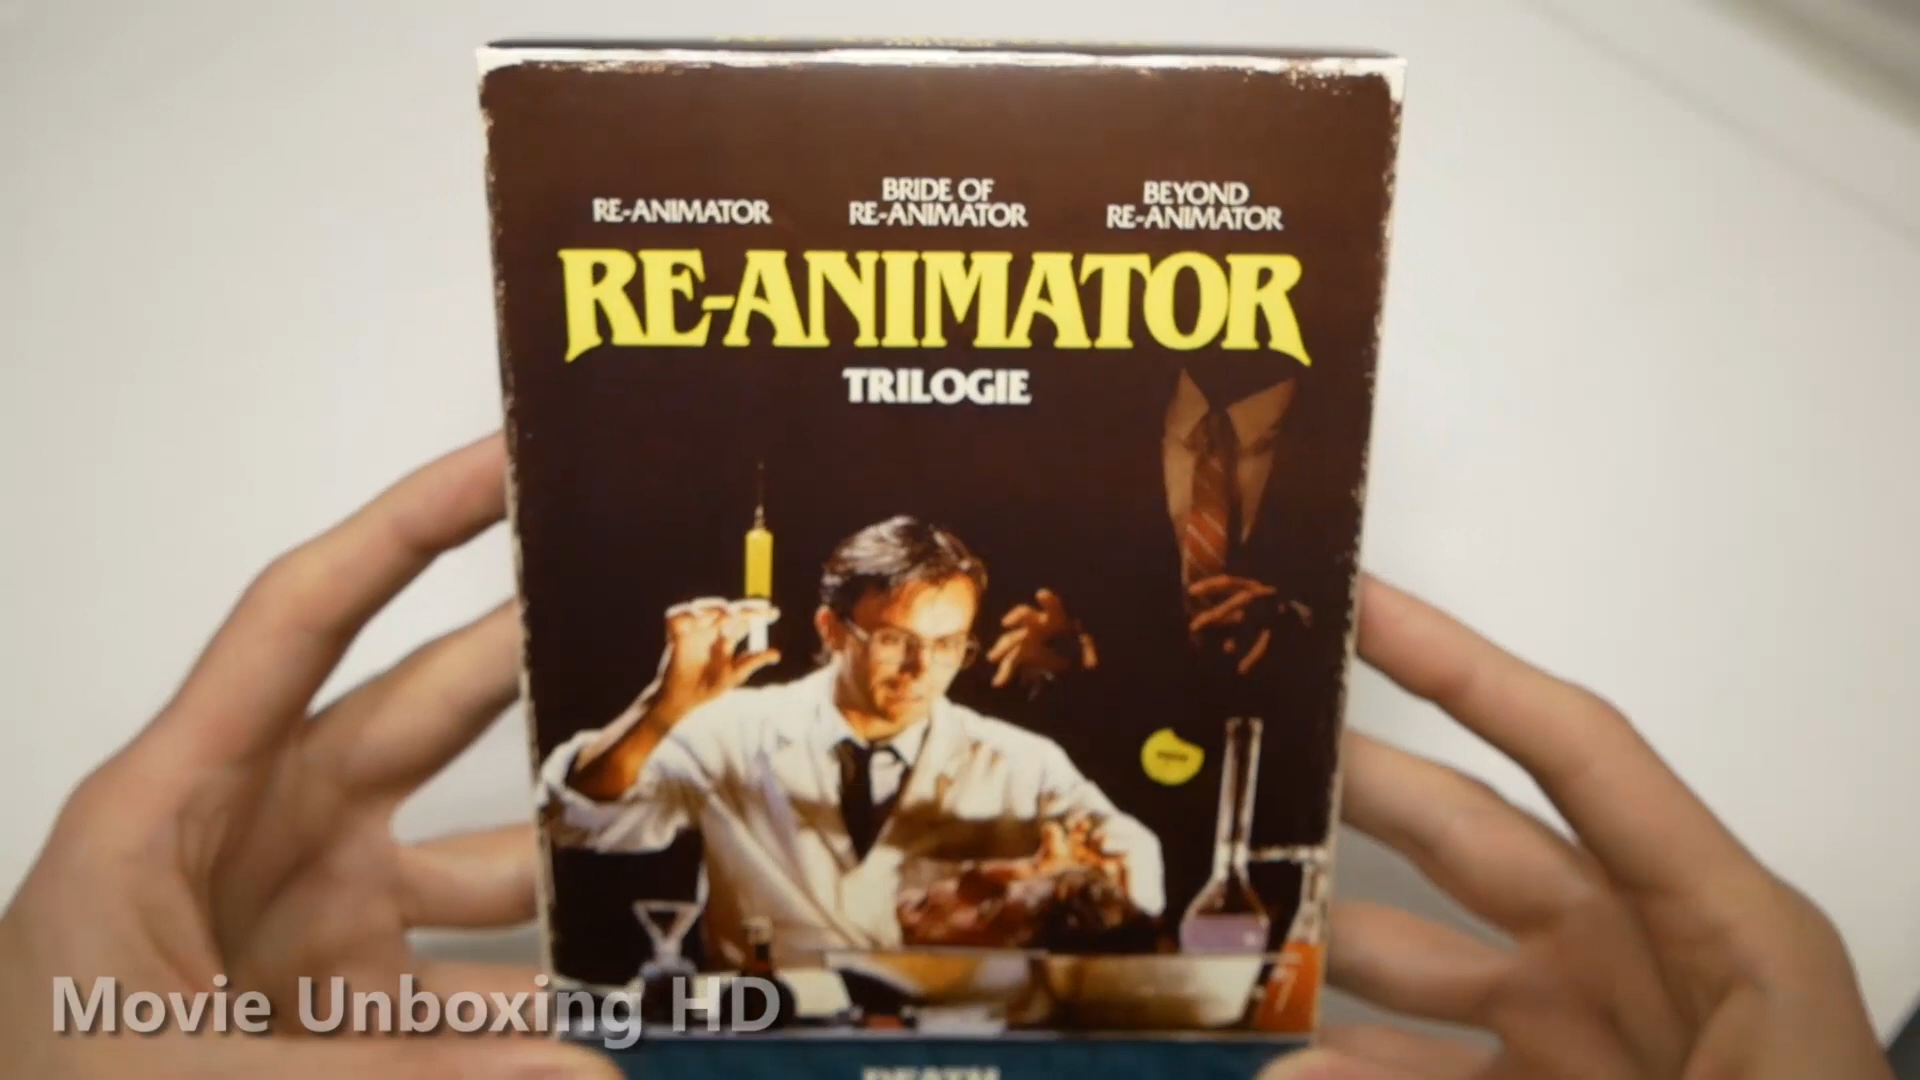 RE-ANIMATOR
BRIDE OF
RE-ANIMATOR
BEYOND
RE-ANIMATOR
RE-ANIMATOR
TRILOGIE
Movie Unboxing HD